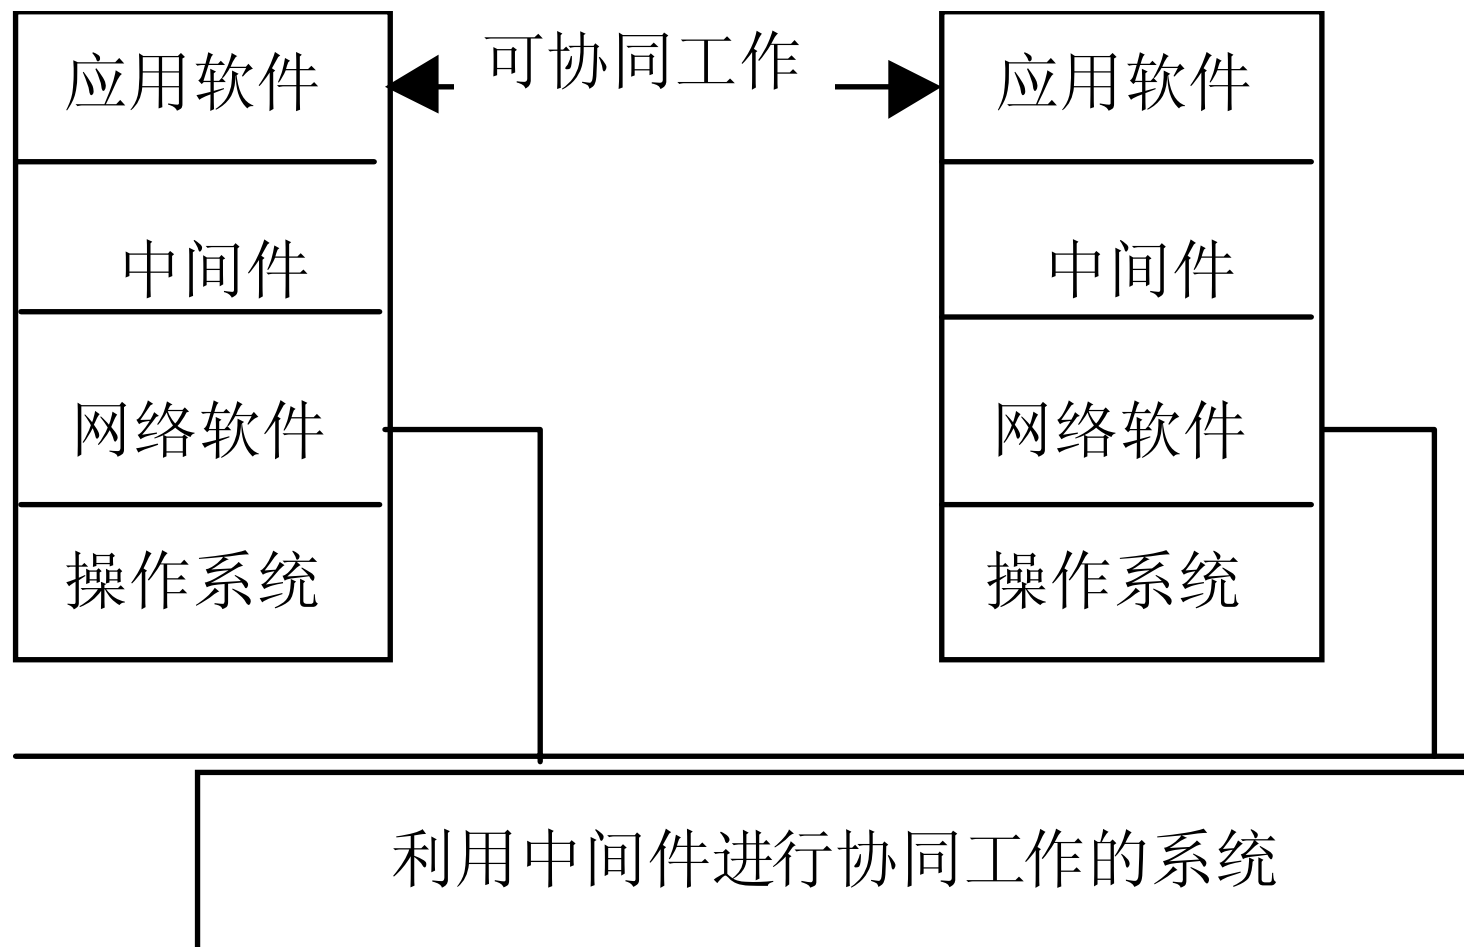 可协同工作
应用软件
中间件
网络软件
操作系统
应用软件
中间件
网络软件
操作系统
利用中间件进行协同工作的系统